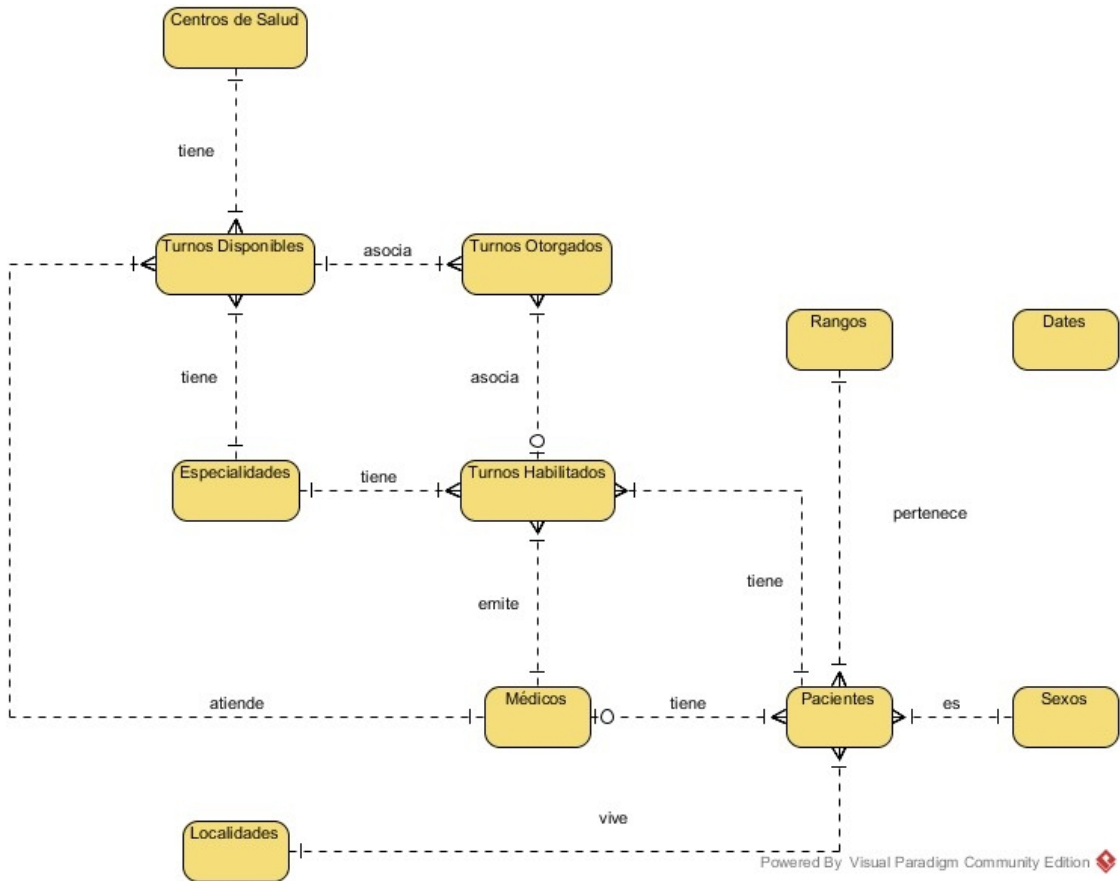 Centros de Salud
tiene
Turnos Disponibles
asocia
Turnos Otorgados
Rangos
Dates
tiene
asocia
Especialidades
tiene
Turnos Habilitados
pertenece
tiene
emite
atiende
Médicos
tiene
Pacientes
es
Sexos
vive
Localidades
Powered By Visual Paradigm Community Edition